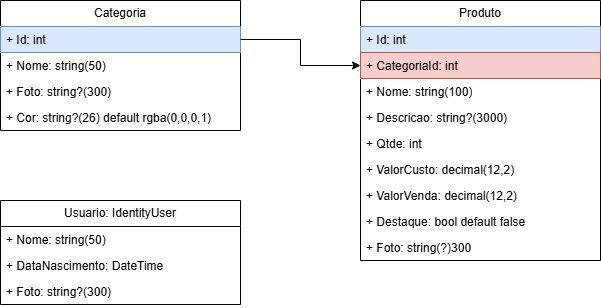 Categoria
+ Id: int
+ Nome: string(50)
+ Foto: string?(300)
+ Cor: string?(26) default rgba(0,0,0,1)
Produto
+ Id: int
+ CategoriaId: int
+ Nome: string(100)
+ Descricao: string?(3000)
+ Qtde: int
+ ValorCusto: decimal(12,2)
+ ValorVenda: decimal(12,2)
+ Destaque: bool default false
+ Foto: string(?)300
Usuario: IdentityUser
+ Nome: string(50)
+ DataNascimento: DateTime
+ Foto: string?(300)